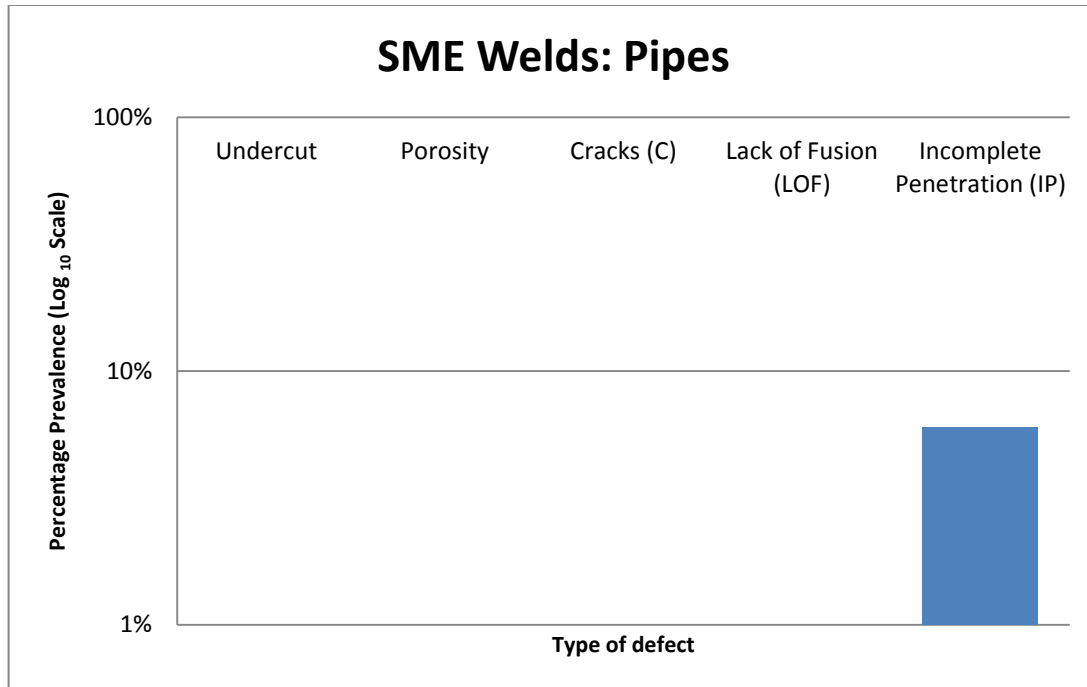 SME Welds: Pipes
100%
Undercut
Porosity
Cracks (C)
Lack of Fusion
(LOF)
Incomplete
Penetration (IP)
Percentage Prevalence (Log 10 Scale)
10%
1%
Type of defect